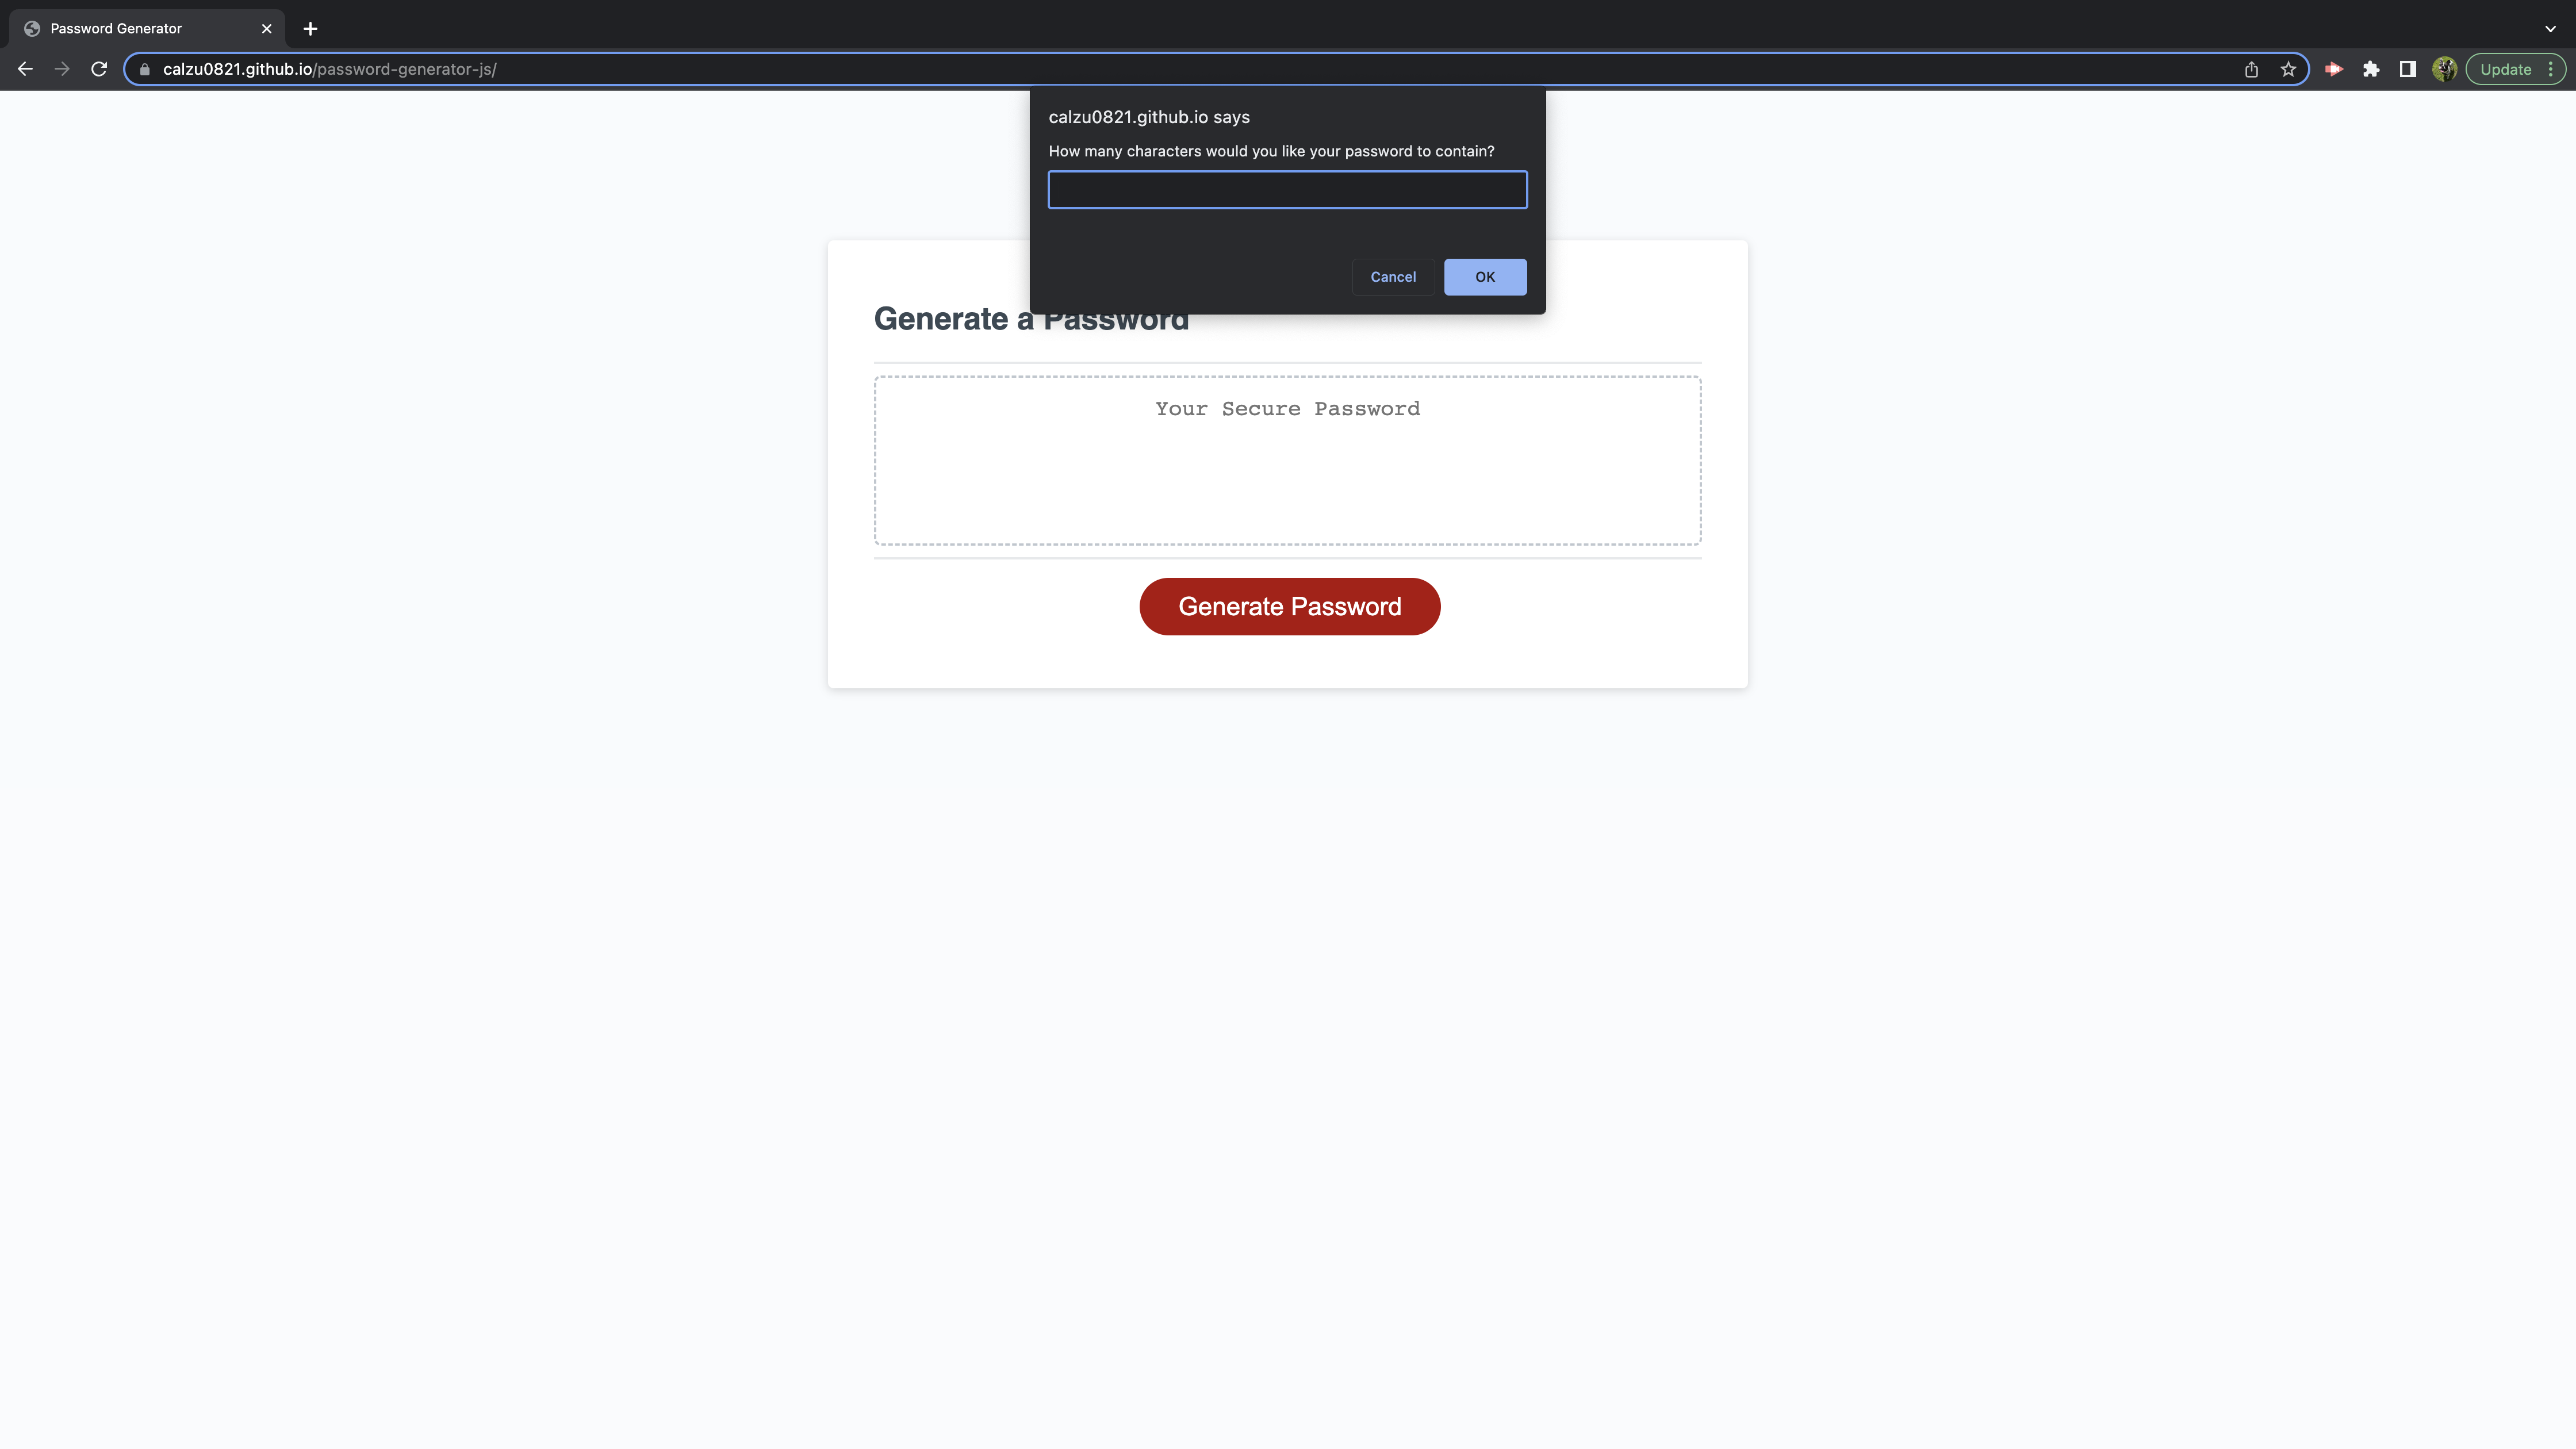 Password Generator
calzu0821.github.io/password-generator-js/
Update
calzu0821.github.io says
How many characters would you like your password to contain?
Cancel
OK
Generate a Password
Your Secure Password
Generate Password